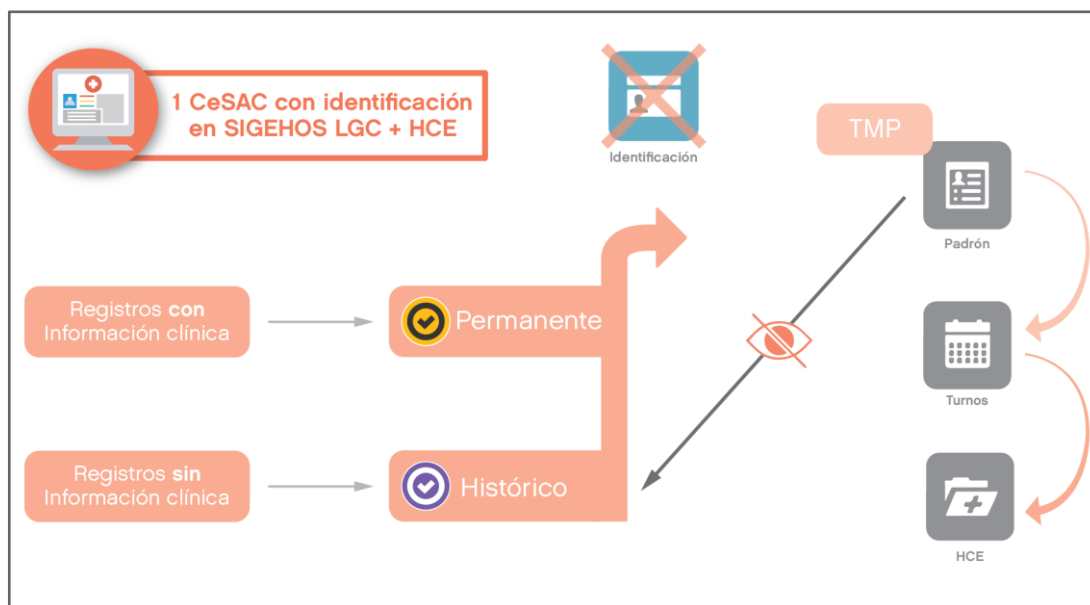 1 CeSAC con identificación
en SIGEHOS LGC + HCE
Identificación
TMP
Padrón
Registros con
Información clínica
Permanente
Turnos
Registros sin
Información clínica
Histórico
HCE